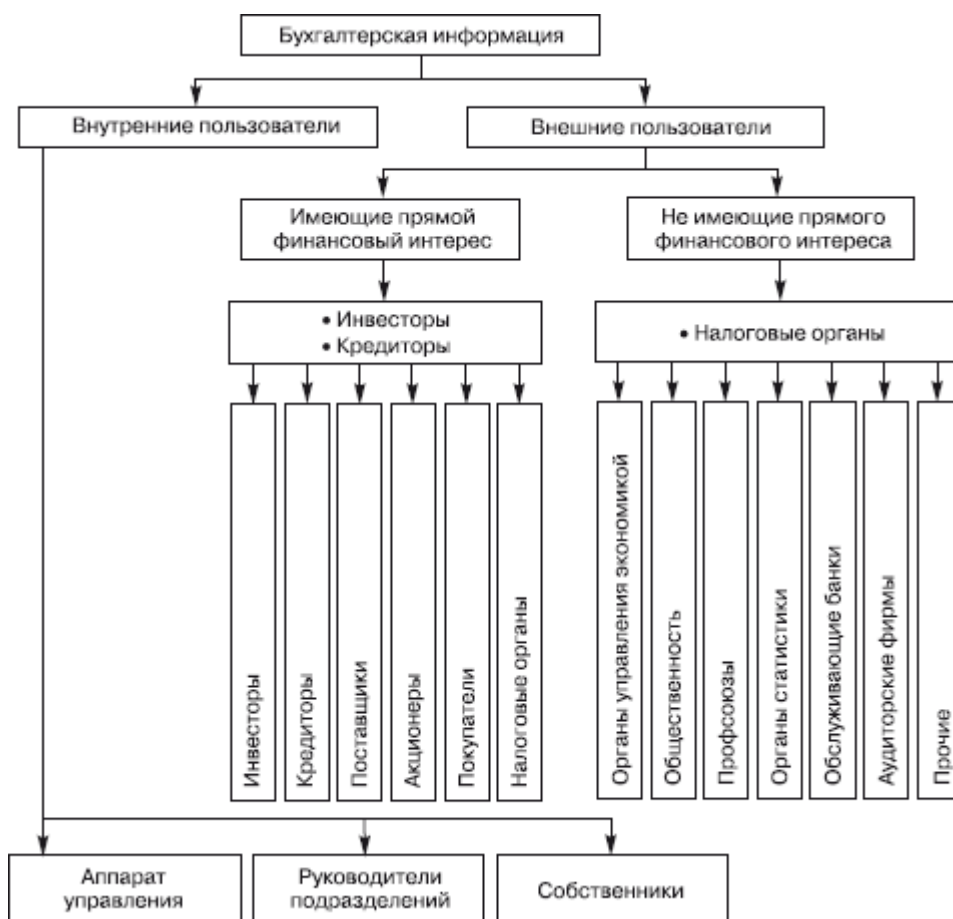 Бухгалтерская информация
Внутренние пользователи
Внешние пользователи
Имеющие прямой
финансовый интерес
Не имеющие прямого
финансового интереса
• Инвесторы
• Кредиторы
• Налоговые органы
Инвесторы
Кредиторы
Поставщики
Акционеры
Покупатели
Налоговые органы
Органы управления экономикой
Общественность
Профсоюзы
Органы статистики
Обслуживающие банки
Аудиторские фирмы
Прочие
Аппарат
управления
Руководители
подразделений
Собственники